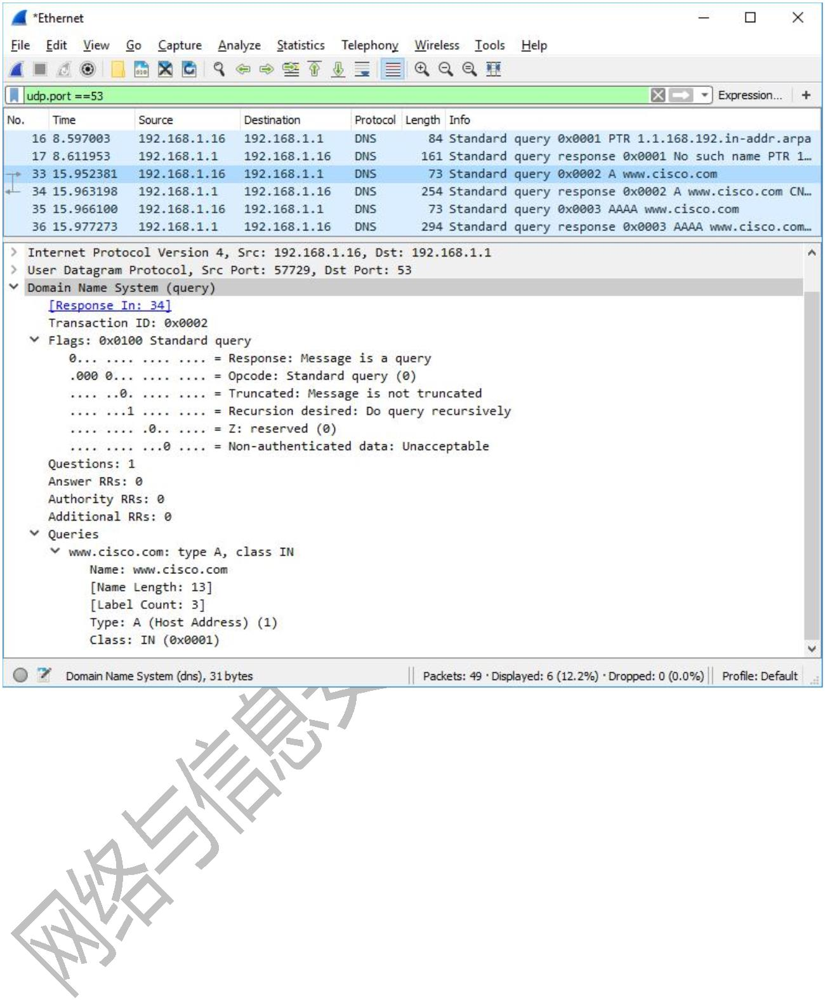 *Ethernet
File Edit View Go Capture Analyze Statistics Telephony Wireless Tools Help
udp.port ==53 Expression... +
No. Time Source Destination Protocol Length Info
16 8.597003 192.168.1.16 192.168.1.1 DNS 84 Standard query 0x0001 PTR 1.1.168.192.in-addr.arpa
17 8.611953 192.168.1.1 192.168.1.16 DNS 161 Standard query response 0x0001 No such name PTR 1…
33 15.952381 192.168.1.16 192.168.1.1 DNS 73 Standard query 0x0002 A www.cisco.com
34 15.963198 192.168.1.1 192.168.1.16 DNS 254 Standard query response 0x0002 A www.cisco.com CN…
35 15.966100 192.168.1.16 192.168.1.1 DNS 73 Standard query 0x0003 AAAA www.cisco.com
36 15.977273 192.168.1.1 192.168.1.16 DNS 294 Standard query response 0x0003 AAAA www.cisco.com…
Internet Protocol Version 4, Src: 192.168.1.16, Dst: 192.168.1.1
User Datagram Protocol, Src Port: 57729, Dst Port: 53
Domain Name System (query)
[Response In: 34]
Transaction ID: 0x0002
Flags: 0x0100 Standard query
0... .... .... .... = Response: Message is a query
.000 0... .... .... = Opcode: Standard query (0)
.... ..0. .... .... = Truncated: Message is not truncated
.... ...1 .... .... = Recursion desired: Do query recursively
.... .... .0.. .... = Z: reserved (0)
.... .... ...0 .... = Non-authenticated data: Unacceptable
Questions: 1
Answer RRs: 0
Authority RRs: 0
Additional RRs: 0
Queries
www.cisco.com: type A, class IN
Name: www.cisco.com
[Name Length: 13]
[Label Count: 3]
Type: A (Host Address) (1)
Class: IN (0x0001)
Domain Name System (dns), 31 bytes Packets: 49 · Displayed: 6 (12.2%) · Dropped: 0 (0.0%) Profile: Default
网络与信息